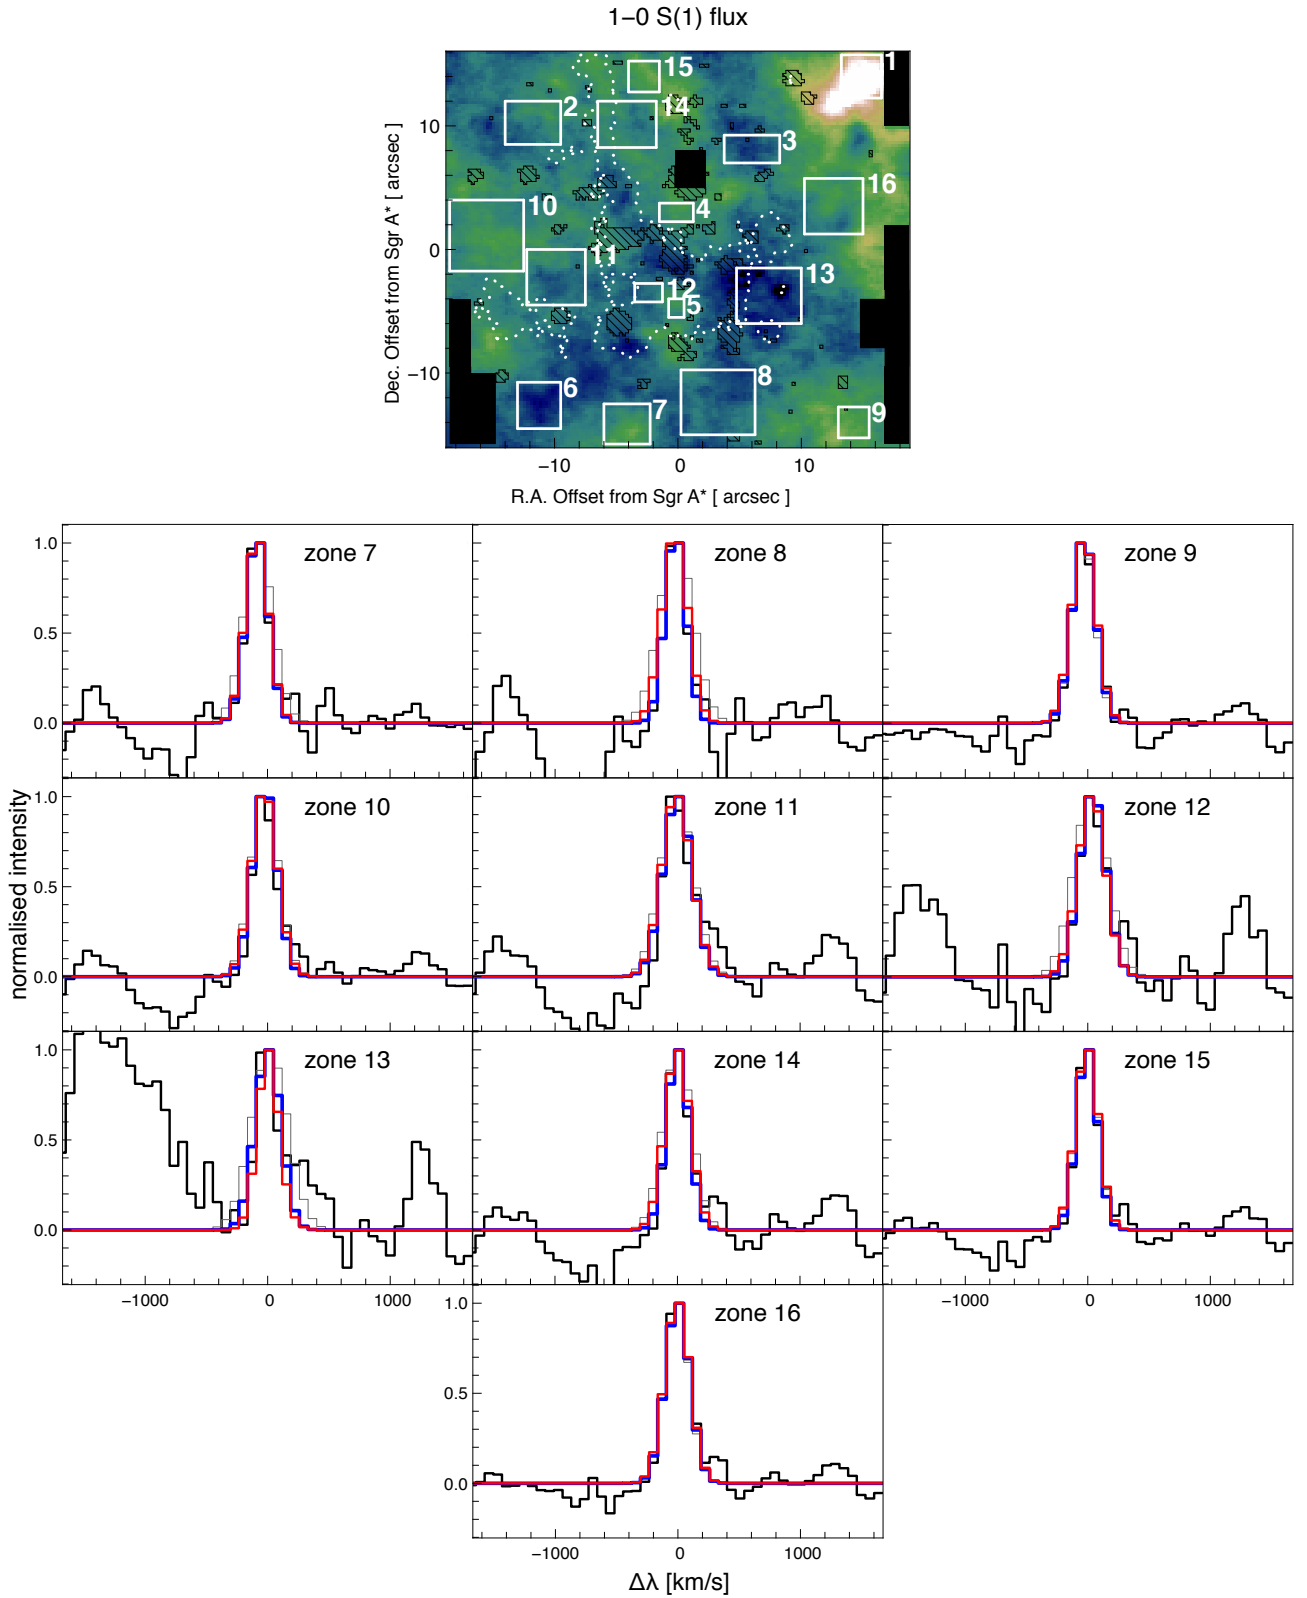 1−0 S(1) flux
1
15
2
14
10
3
16
10
4
Dec. Offset from Sgr A* [ arcsec ]
0
11
13
12
5
−10
6
8
7
9
−10
0
10
R.A. Offset from Sgr A* [ arcsec ]
1.0
zone 7
zone 8
zone 9
0.5
0.0
1.0
zone 10
zone 11
zone 12
normalised intensity
0.5
0.0
1.0
zone 13
zone 14
zone 15
0.5
0.0
−1000
0
1000
−1000
0
1000
1.0
zone 16
0.5
0.0
−1000
0
1000
Δλ [km/s]